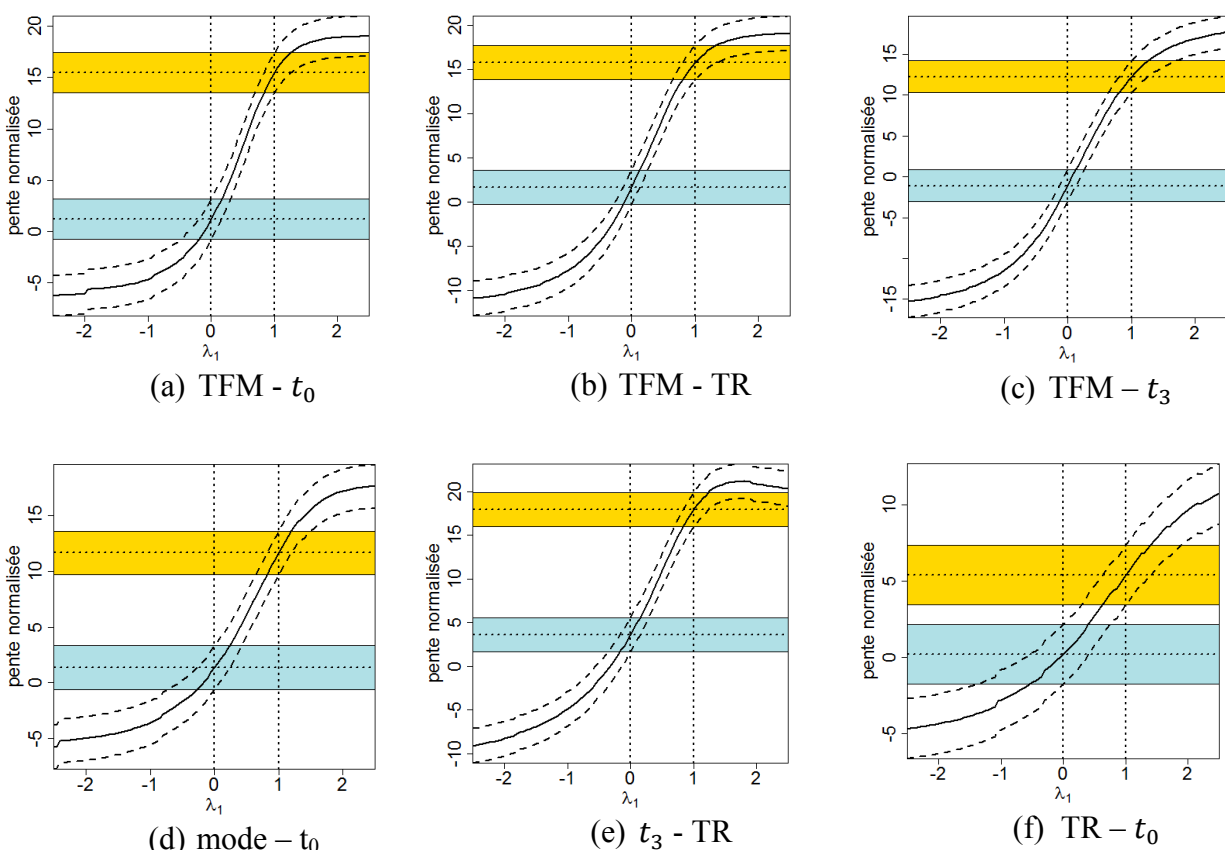 pente normalisée
20
15
10
5
0
-5
-2 -1 0 1 2
λ1
(a) TFM - t0
pente normalisée
20
15
10
5
0
-5
-10
-2 -1 0 1 2
λ1
(b) TFM - TR
pente normalisée
15
10
5
0
-5
-15
-2 -1 0 1 2
λ1
(c) TFM – t3
pente normalisée
15
10
5
0
-5
-2 -1 0 1 2
λ1
(d) mode – t0
pente normalisée
20
15
10
5
0
-5
-10
-2 -1 0 1 2
λ1
(e) t3 - TR
pente normalisée
10
5
0
-5
-2 -1 0 1 2
λ1
(f) TR – t0